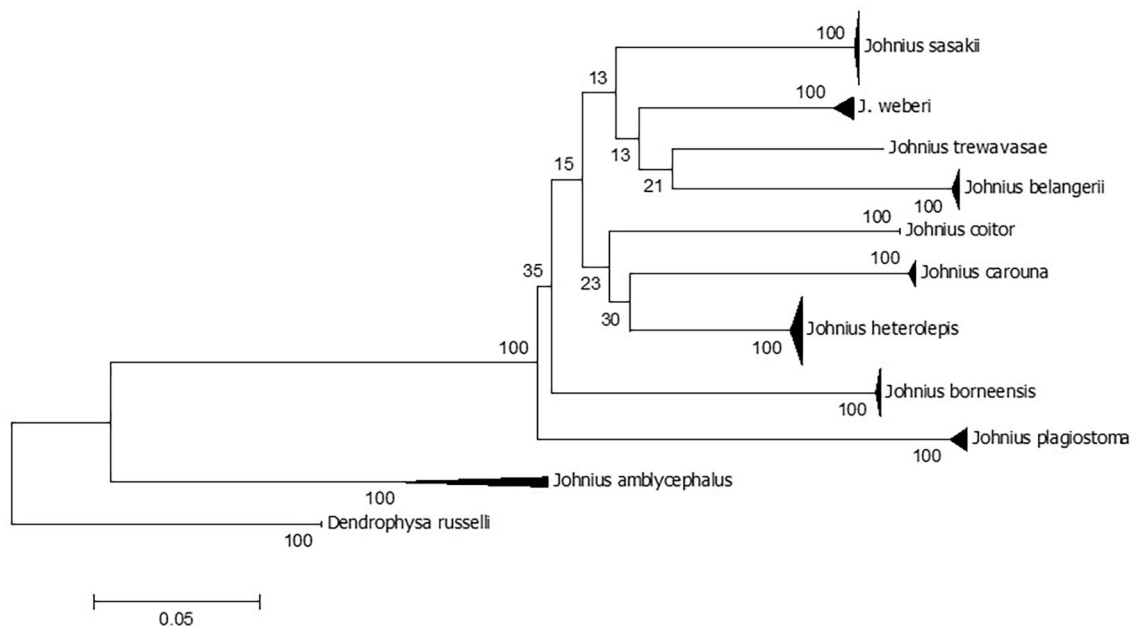 100
Johnius sasakii
13
100
J. weberi
Johnius trewavasae
13
15
21
100
Johnius belangerii
100
Johnius coitor
100
Johnius carouna
35
23
30
100
Johnius heterolepis
100
100
Johnius borneensis
100
Johnius plagiostoma
100
Johnius amblycephalus
100
Dendrophysa russelli
0.05